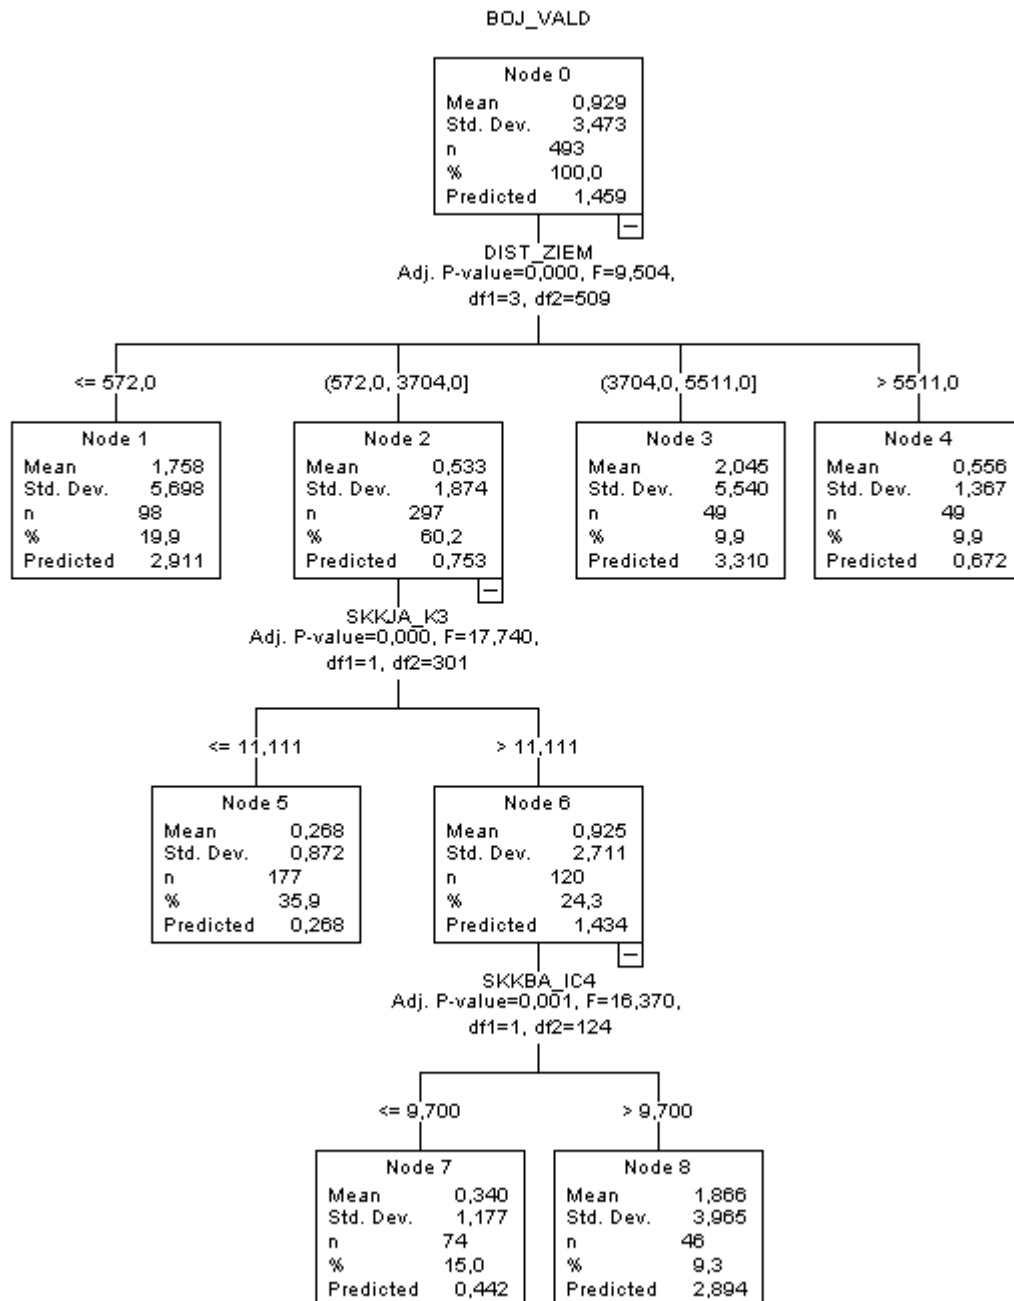 BOJ_VALD
Node 0
Mean 0,929
Std. Dev. 3,473
n 493
% 100,0
Predicted 1,459
DIST_ZIEM
Adj. P-value=0,000, F=9,504,
df1=3, df2=509
<= 572,0
(572,0, 3704,0]
(3704,0, 5511,0]
> 5511,0
Node 1
Mean 1,758
Std. Dev. 5,698
n 98
% 19,9
Predicted 2,911
Node 2
Mean 0,533
Std. Dev. 1,874
n 297
% 60,2
Predicted 0,753
Node 3
Mean 2,045
Std. Dev. 5,540
n 49
% 9,9
Predicted 3,310
Node 4
Mean 0,556
Std. Dev. 1,367
n 49
% 9,9
Predicted 0,672
SKKJA_K3
Adj. P-value=0,000, F=17,740,
df1=1, df2=301
<= 11,111
> 11,111
Node 5
Mean 0,268
Std. Dev. 0,872
n 177
% 35,9
Predicted 0,268
Node 6
Mean 0,925
Std. Dev. 2,711
n 120
% 24,3
Predicted 1,434
SKKBA_IC4
Adj. P-value=0,001, F=16,370,
df1=1, df2=124
<= 9,700
> 9,700
Node 7
Mean 0,340
Std. Dev. 1,177
n 74
% 15,0
Predicted 0,442
Node 8
Mean 1,866
Std. Dev. 3,965
n 46
% 9,3
Predicted 2,894